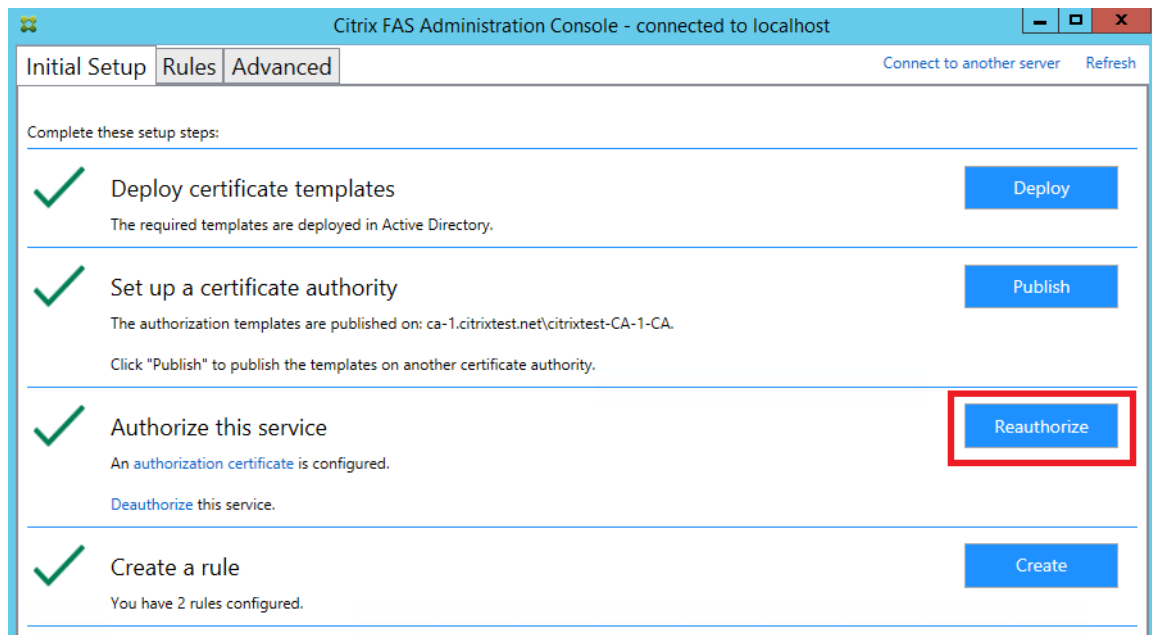 Citrix FAS Administration Console - connected to localhost
Initial Setup Rules Advanced Connect to another server Refresh
Complete these setup steps:
Deploy certificate templates
Deploy
The required templates are deployed in Active Directory.
Set up a certificate authority
Publish
The authorization templates are published on: ca-1.citrixtest.net\citrixtest-CA-1-CA.
Click "Publish" to publish the templates on another certificate authority.
Authorize this service
Reauthorize
An authorization certificate is configured.
Deauthorize this service.
Create a rule
Create
You have 2 rules configured.